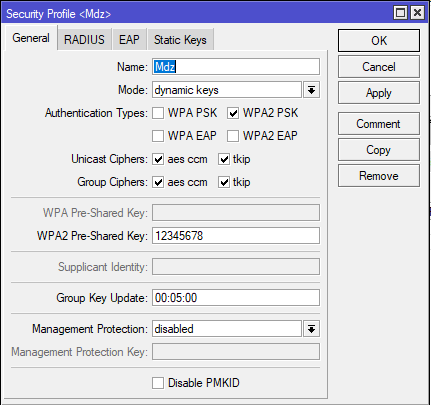 Security Profile <Mdz>
General RADIUS EAP Static Keys
OK
Name: Mdz
Cancel
Mode: dynamic keys
Apply
Authentication Types: WPA PSK WPA2 PSK
Comment
WPA EAP WPA2 EAP
Copy
Unicast Ciphers: aes ccm tkip
Group Ciphers: aes ccm tkip
Remove
WPA Pre-Shared Key:
WPA2 Pre-Shared Key: 12345678
Supplicant Identity:
Group Key Update: 00:05:00
Management Protection: disabled
Management Protection Key:
Disable PMKID